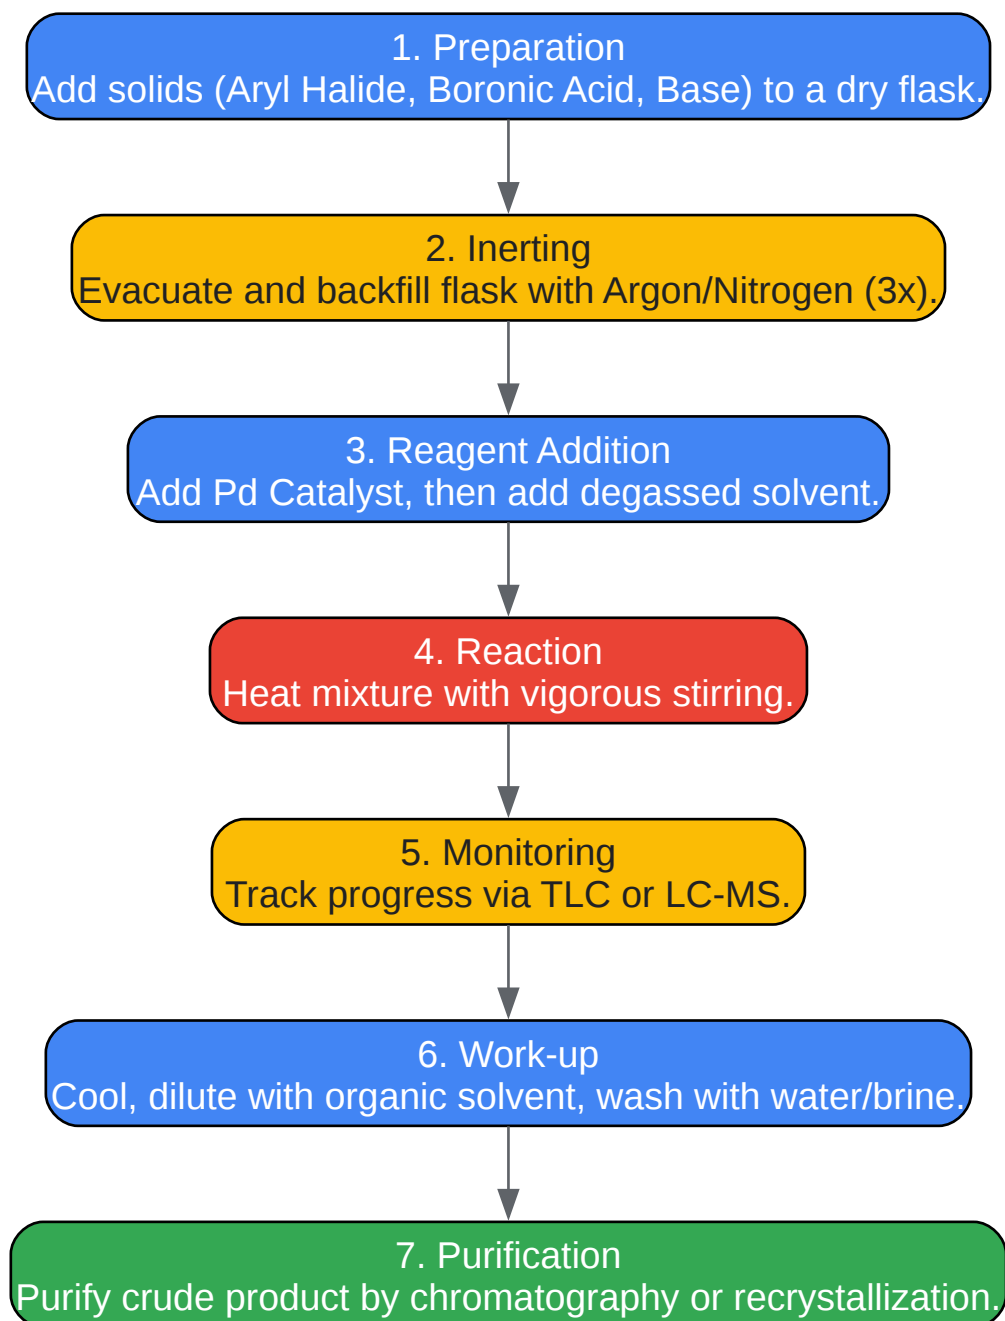 1. Preparation
Add solids (Aryl Halide, Boronic Acid, Base) to a dry flask.
2. Inerting
Evacuate and backfill flask with Argon/Nitrogen (3x).
3. Reagent Addition
Add Pd Catalyst, then add degassed solvent.
4. Reaction
Heat mixture with vigorous stirring.
5. Monitoring
Track progress via TLC or LC-MS.
6. Work-up
Cool, dilute with organic solvent, wash with water/brine.
7. Purification
Purify crude product by chromatography or recrystallization.